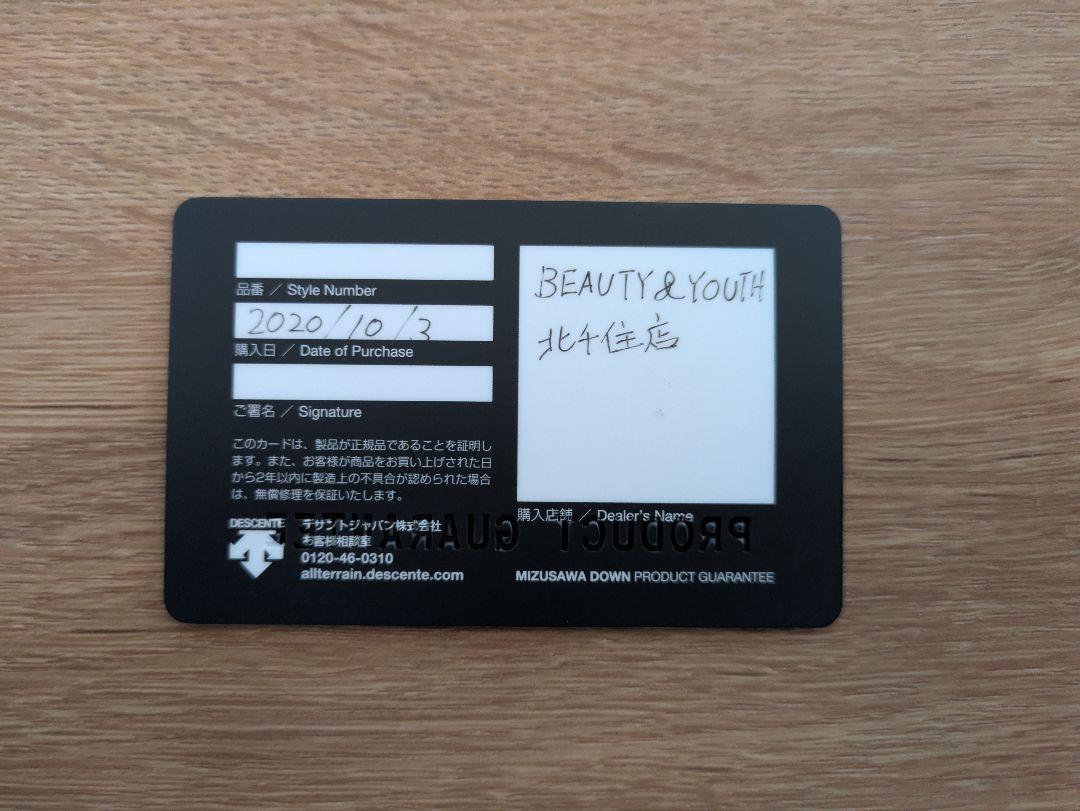 品番 / Style Number
2020/10/3
購入日 / Date of Purchase
ご署名 / Signature
このカードは、製品が正規品であることを証明し
ます。また、お客様が商品をお買い上げされた日
から2年以内に製造上の不具合が認められた場合
は、無償修理を保証いたします。
DESCENTE
デサントジャパン株式会社
お客様相談室
0120-46-0310
allterrain.descente.com
BEAUTY&YOUTH
北千住店
購入店舗 / Dealer's Name
PRODUCT GUARANTEE
MIZUSAWA DOWN PRODUCT GUARANTEE